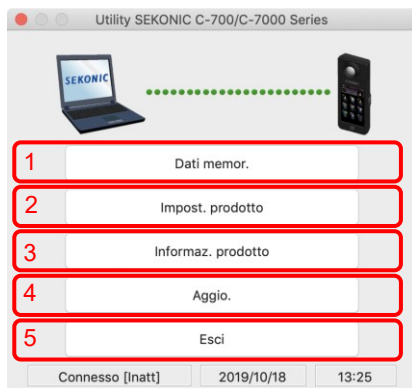 Utility SEKONIC C-700/C-7000 Series
SEKONIC
1 Dati memor.
2 Impost. prodotto
3 Informaz. prodotto
4 Aggio.
5 Esci
Connesso [Inatt] 2019/10/18 13:25